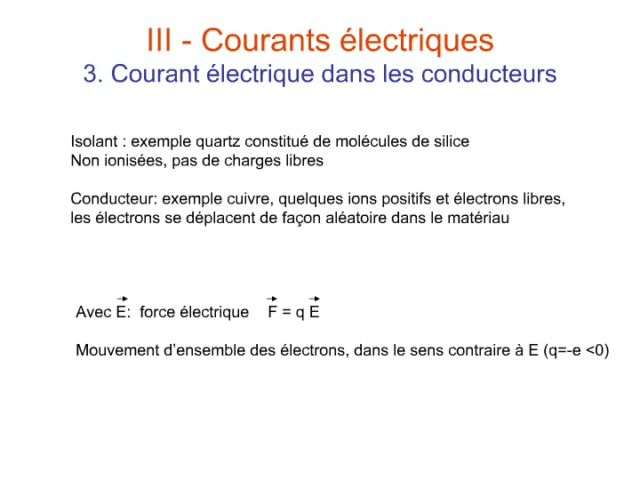 III - Courants électriques
3. Courant électrique dans les conducteurs
Isolant : exemple quartz constitué de molécules de silice
Non ionisées, pas de charges libres
Conducteur: exemple cuivre, quelques ions positifs et électrons libres,
les électrons se déplacent de façon aléatoire dans le matériau
Avec E: force électrique F = q E
Mouvement d'ensemble des électrons, dans le sens contraire à E (q=-e <0)